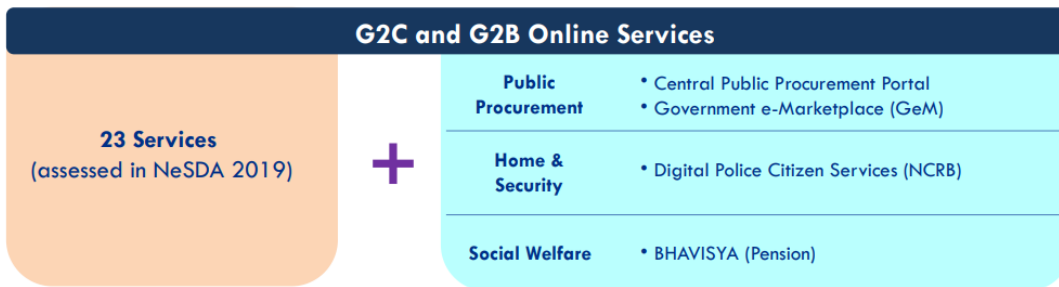 G2C and G2B Online Services
23 Services
(assessed in NeSDA 2019)
+
Public
Procurement
• Central Public Procurement Portal
• Government e-Marketplace (GeM)
Home &
Security
• Digital Police Citizen Services (NCRB)
Social Welfare
• BHAVISYA (Pension)